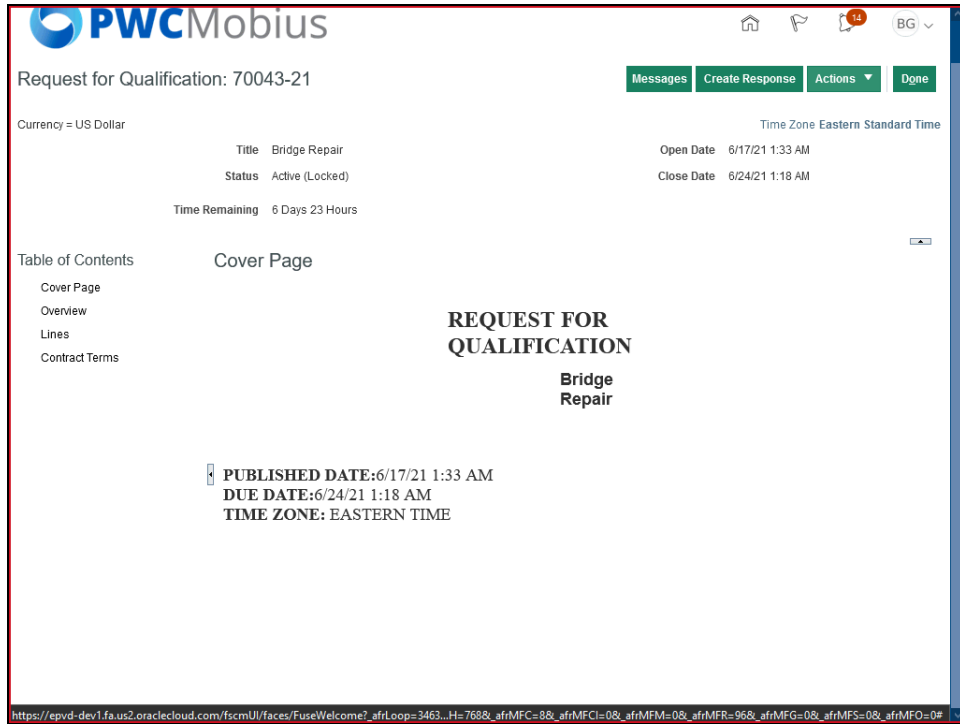 PWCMobius
14
BG
Request for Qualification: 70043-21
Messages
Create Response
Actions
Done
Currency = US Dollar
Time Zone Eastern Standard Time
Title Bridge Repair
Open Date 6/17/21 1:33 AM
Status Active (Locked)
Close Date 6/24/21 1:18 AM
Time Remaining 6 Days 23 Hours
Table of Contents
Cover Page
Overview
Lines
Contract Terms
Cover Page
REQUEST FOR
QUALIFICATION
Bridge
Repair
PUBLISHED DATE:6/17/21 1:33 AM
DUE DATE:6/24/21 1:18 AM
TIME ZONE: EASTERN TIME
https://epvd-dev1.fa.us2.oraclecloud.com/fscmUI/faces/FuseWelcome?_afrLoop=3463...H=768&_afrMFC=8&_afrMFCI=0&_afrMFM=0&_afrMFR=96&_afrMFG=0&_afrMFS=0&_afrMFO=0#